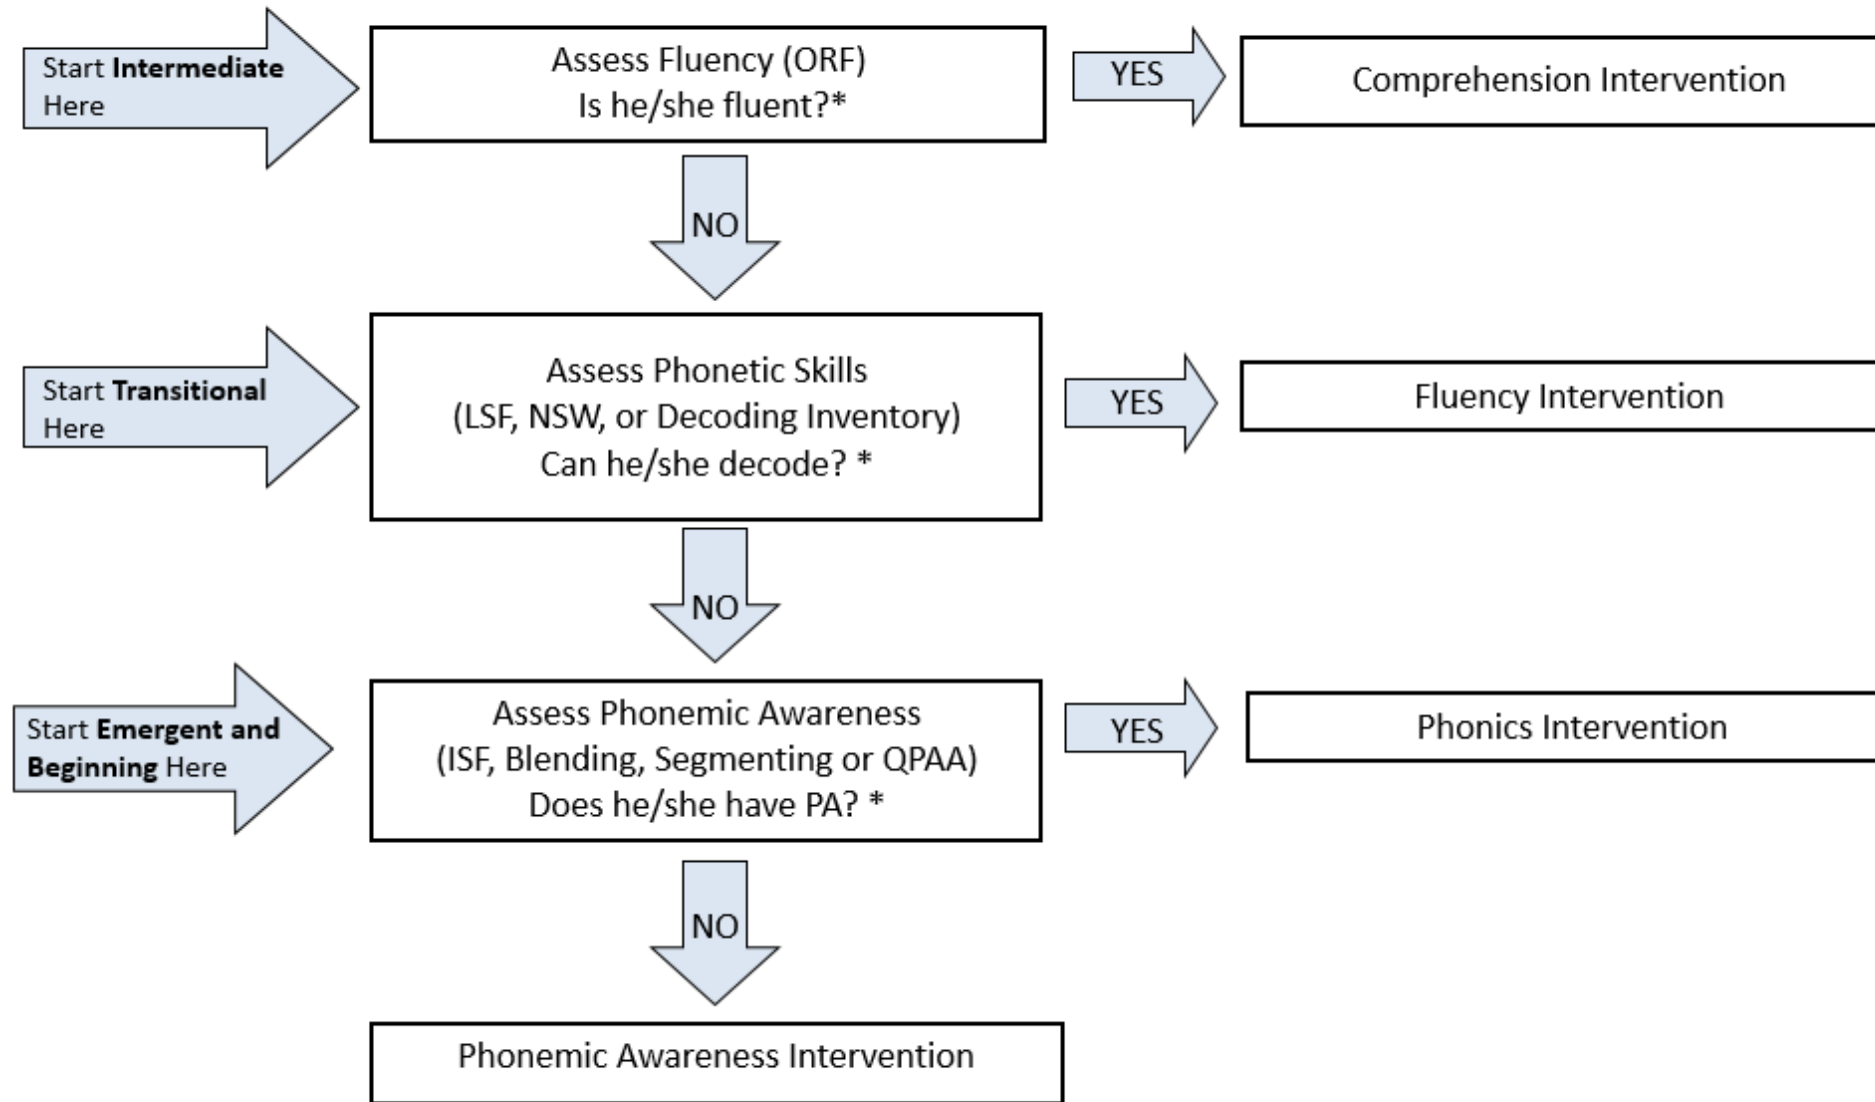 Start Intermediate
Here
Assess Fluency (ORF)
Is he/she fluent?*
YES
Comprehension Intervention
NO
Start Transitional
Here
Assess Phonetic Skills
(LSF, NSW, or Decoding Inventory)
Can he/she decode? *
YES
Fluency Intervention
NO
Start Emergent and
Beginning Here
Assess Phonemic Awareness
(ISF, Blending, Segmenting or QPAA)
Does he/she have PA? *
YES
Phonics Intervention
NO
Phonemic Awareness Intervention